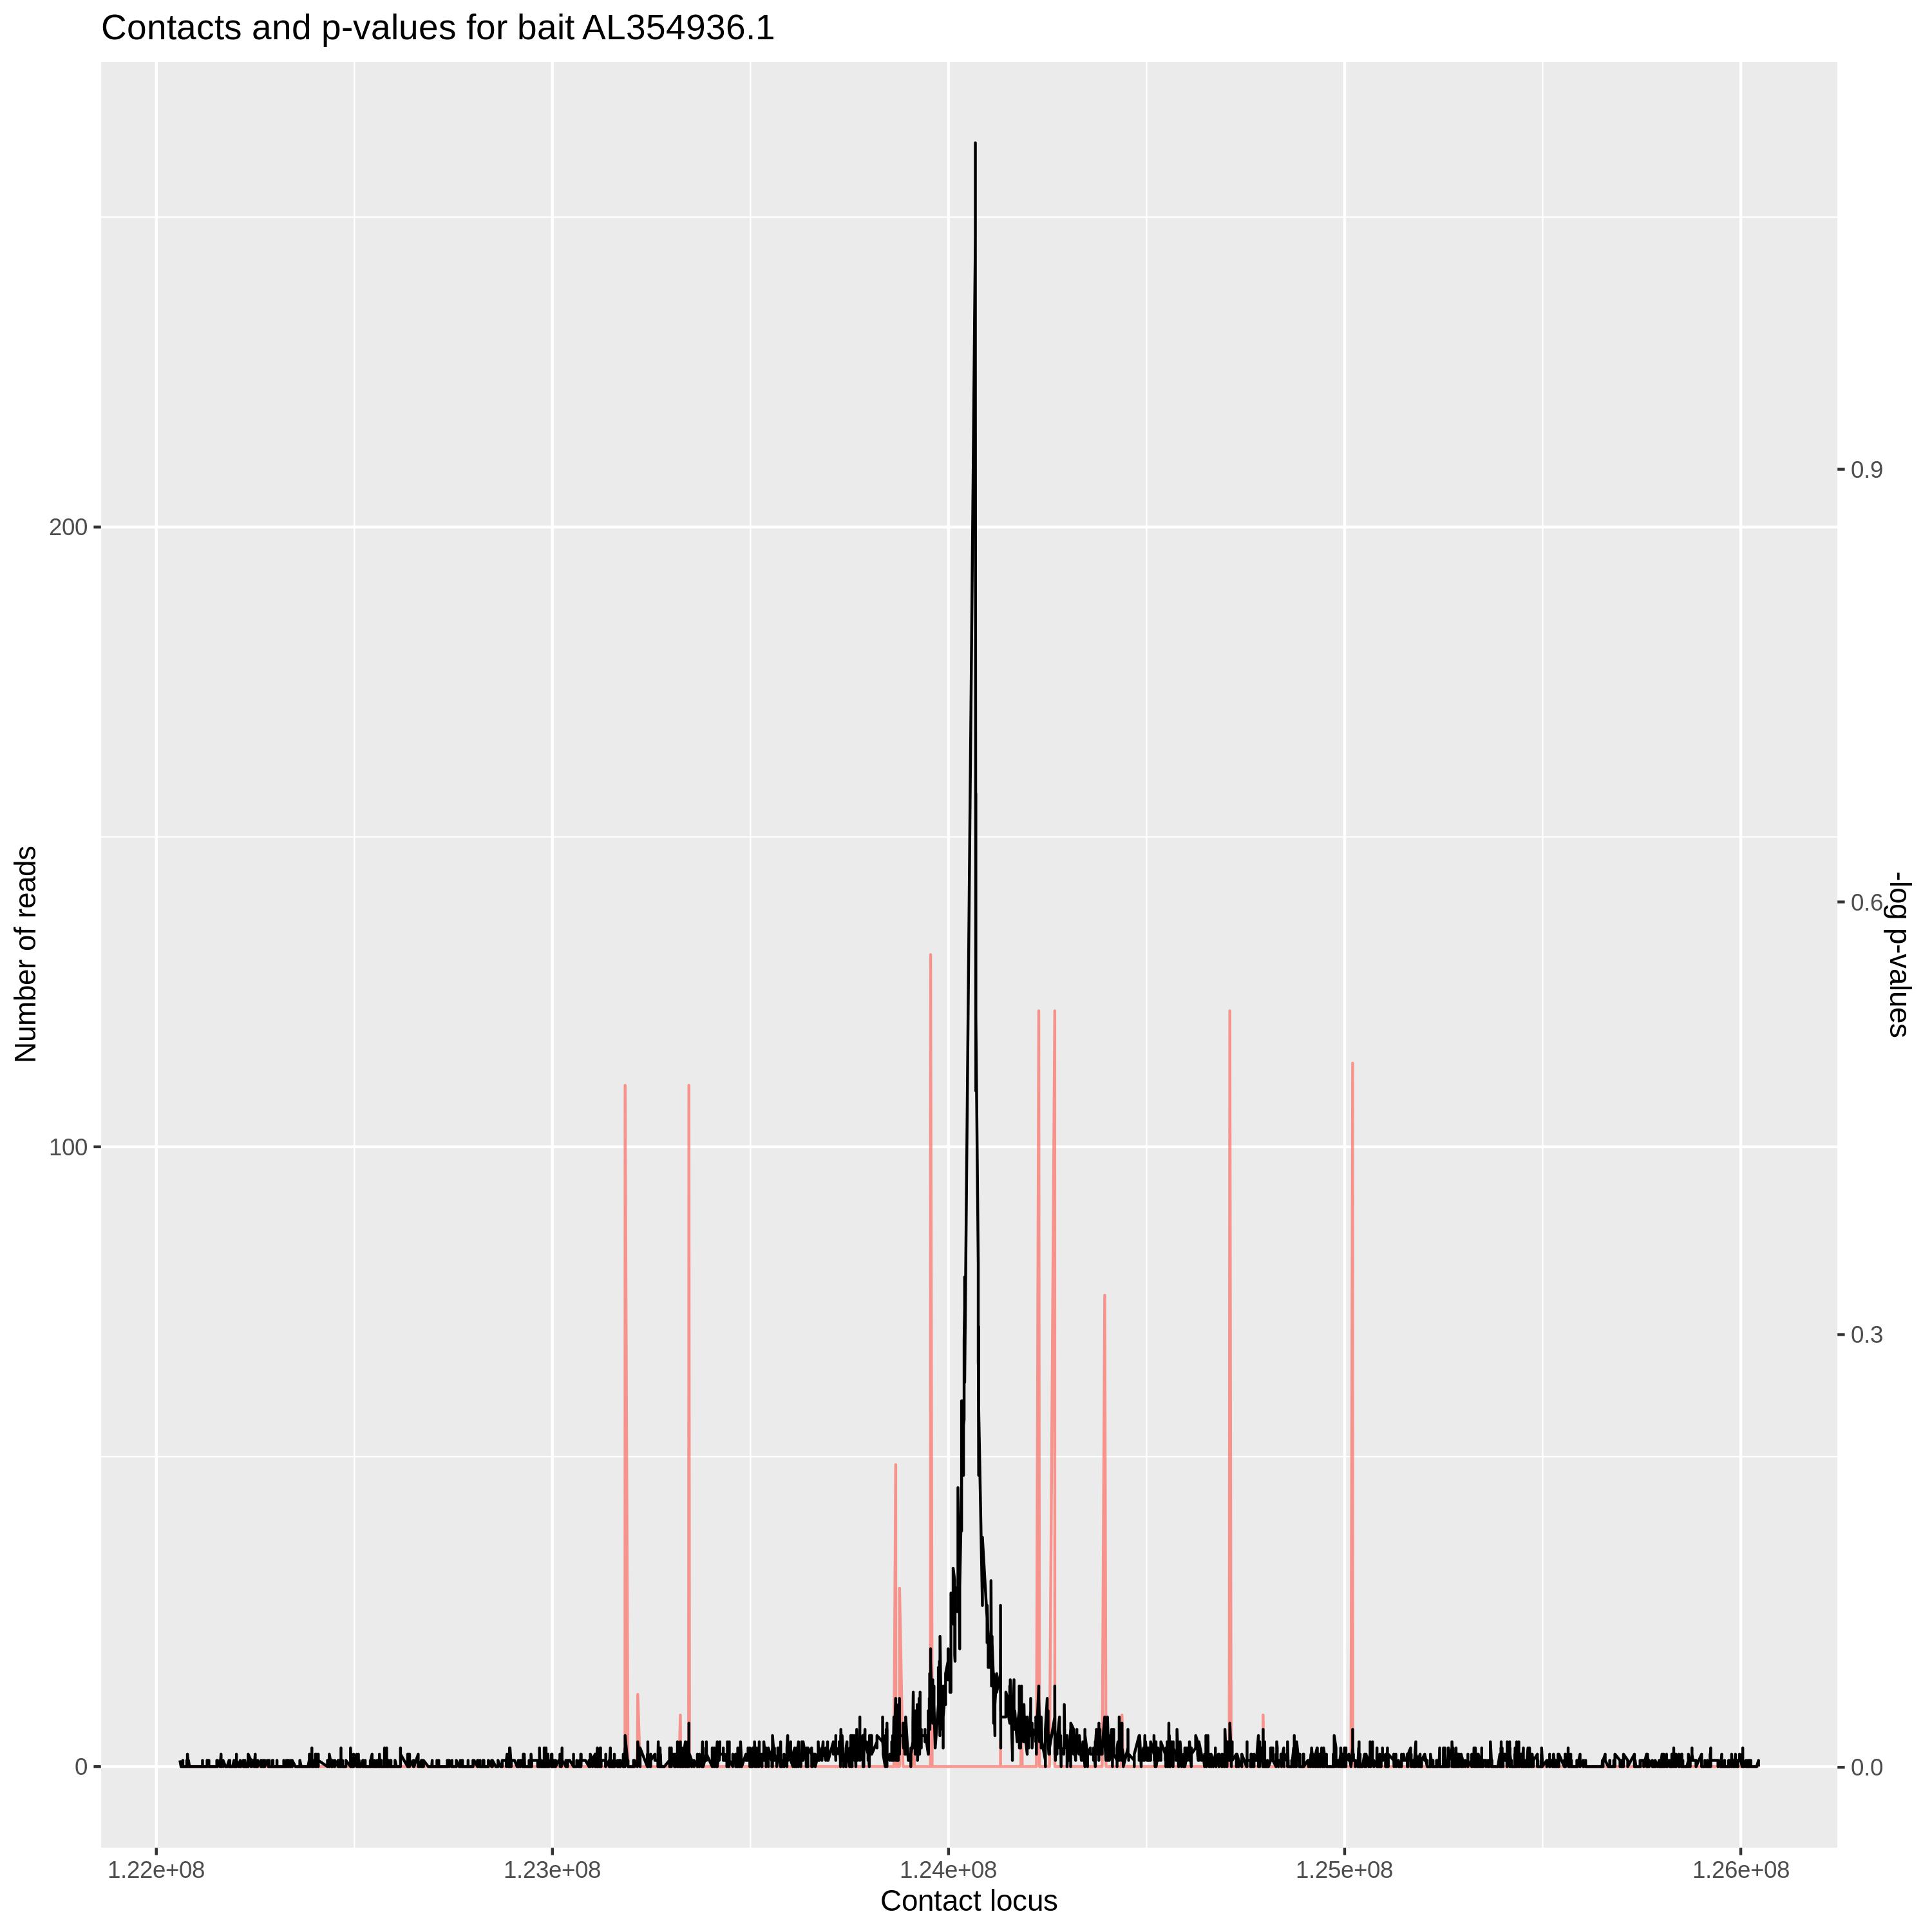 Contacts and p-values for bait AL354936.1
Number of reads
200
100
0
0.9
0.6
0.3
0.0
-log p-values
1.22e+08 1.23e+08 1.24e+08 1.25e+08 1.26e+08
Contact locus